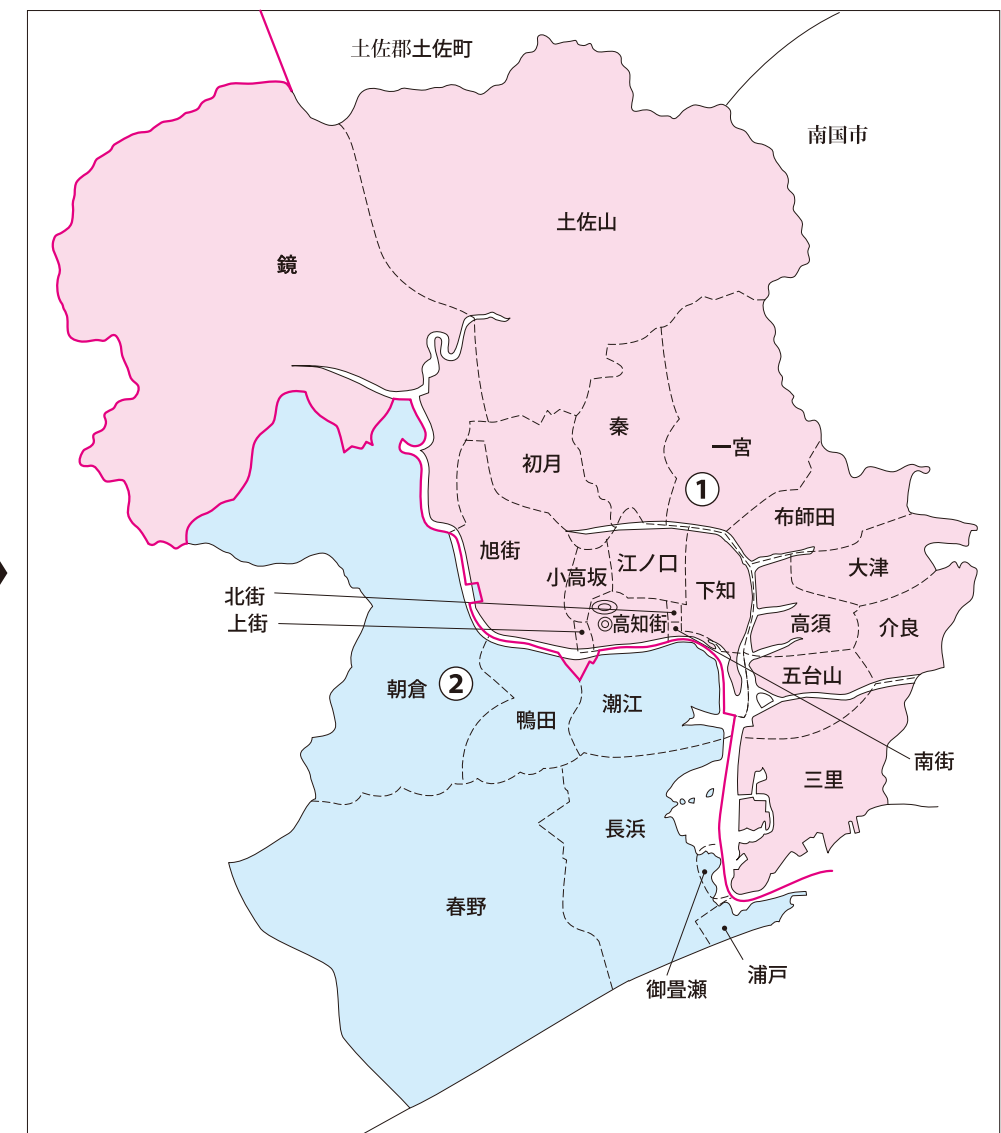 土佐郡土佐町
南国市
土佐山
鏡
秦
一宮
初月
①
布師田
旭街
江ノ口
小高坂
大津
下知
北街
上街
◎高知街
高須
介良
五台山
朝倉
②
鴨田
潮江
南街
三里
長浜
春野
浦戸
御畳瀬